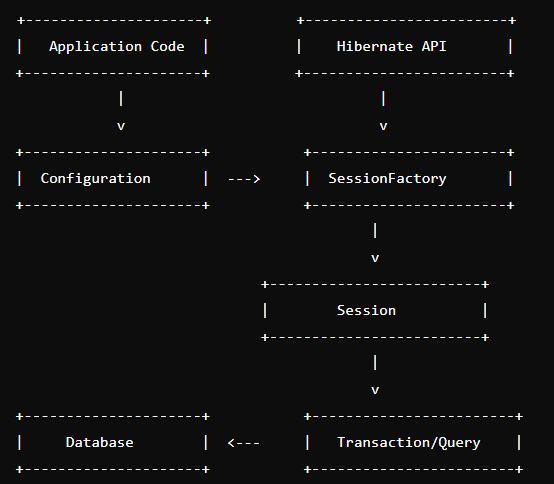 +---------------------+          +------------------------+
|   Application Code  |          |    Hibernate API       |
+---------------------+          +------------------------+
            |                              |
            v                              v
+---------------------+           +-----------------------+
|  Configuration      |  --->     |  SessionFactory       |
+---------------------+           +-----------------------+
                                          |
                                          v
                             +-------------------------+
                             |        Session          |
                             +-------------------------+
                                          |
                                          v
+---------------------+           +------------------------+
|     Database        |  <---     |   Transaction/Query    |
+---------------------+           +------------------------+